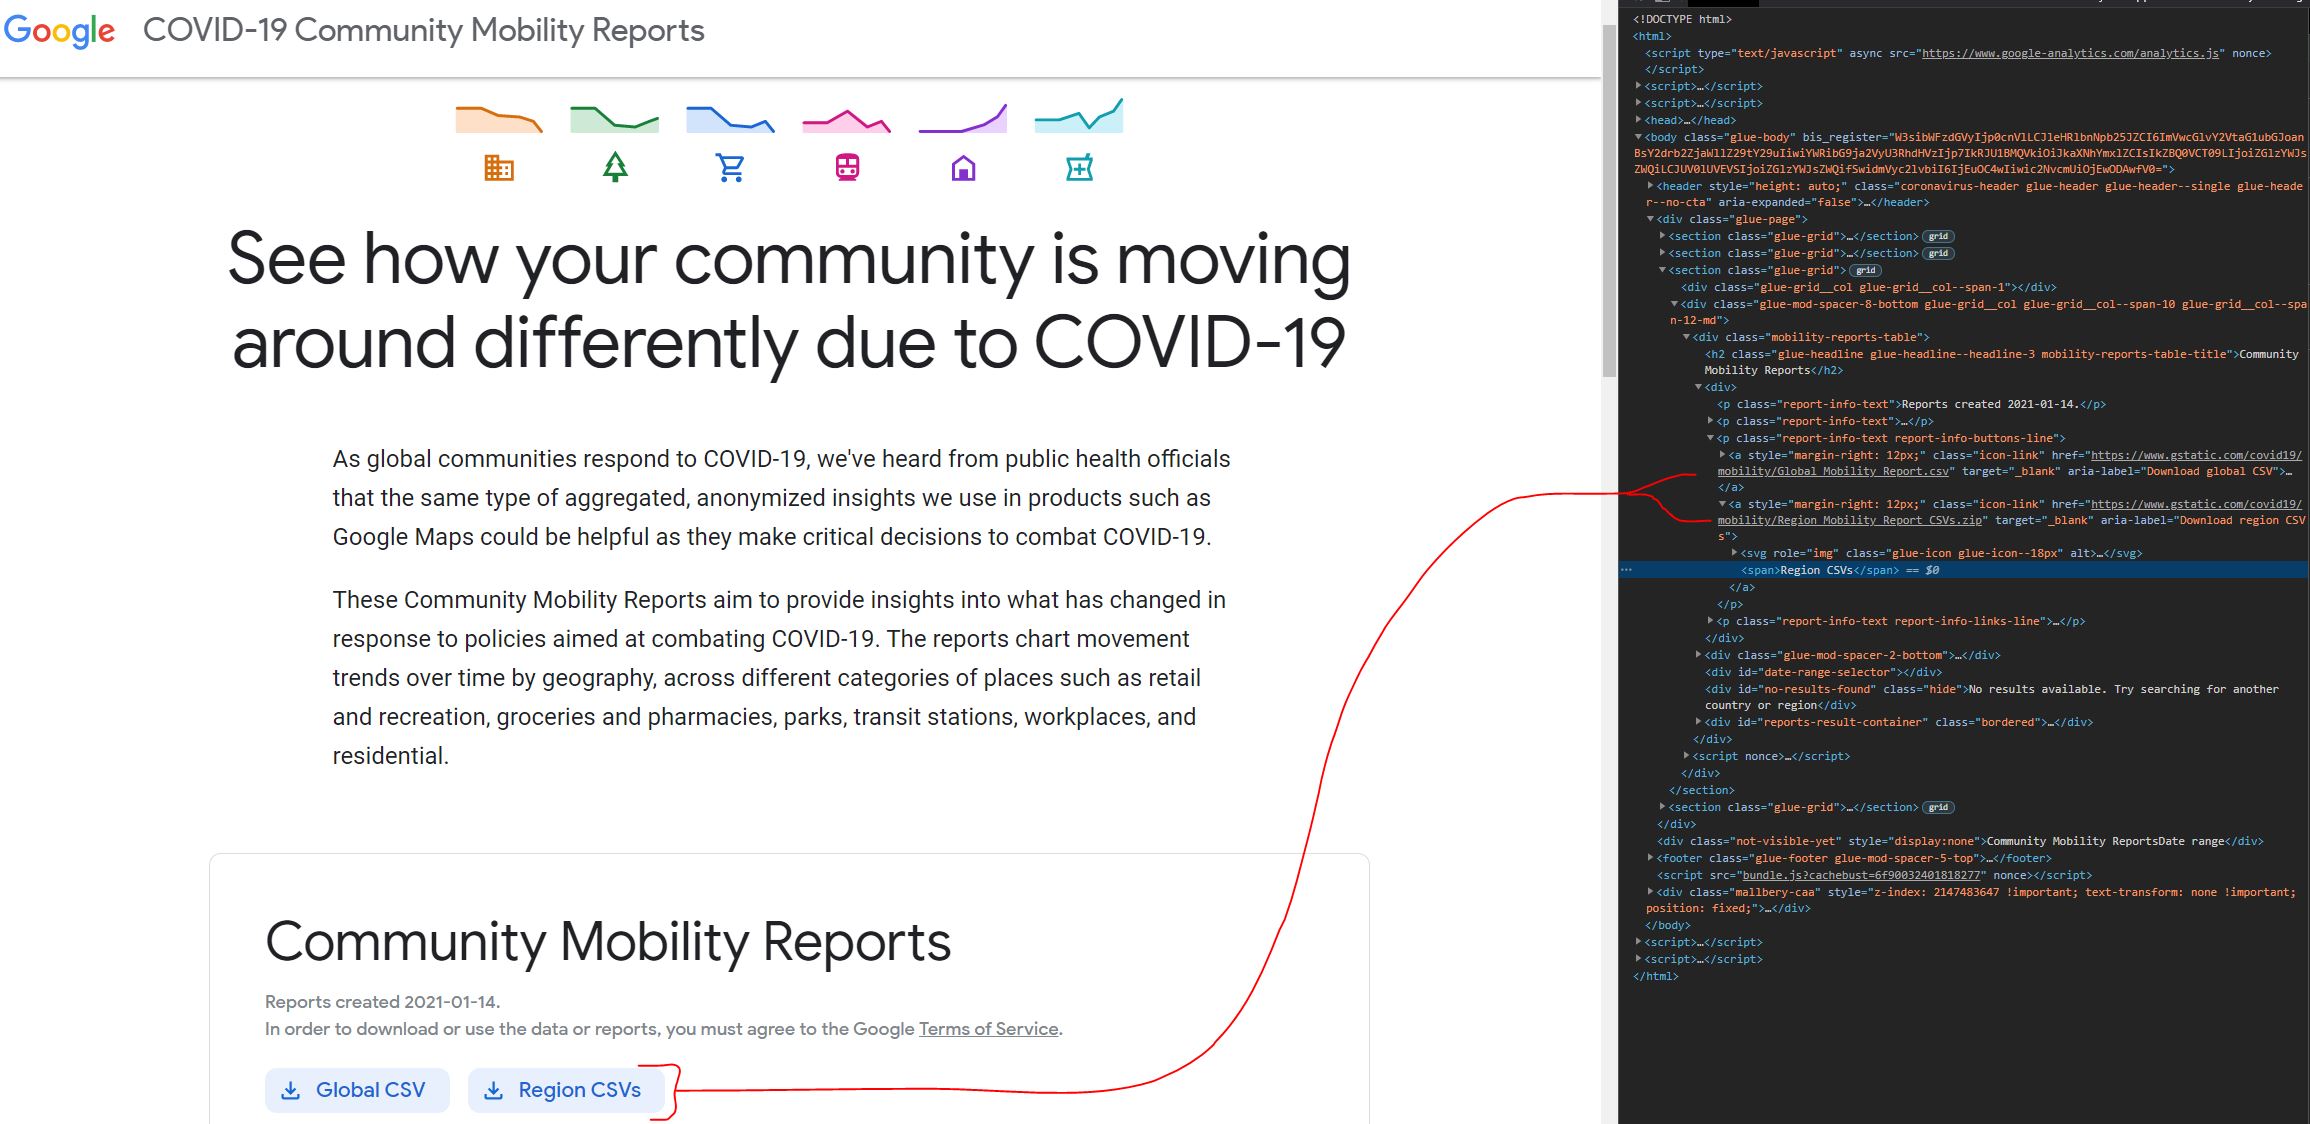 Google COVID-19 Community Mobility Reports
See how your community is moving
around differently due to COVID-19
As global communities respond to COVID-19, we've heard from public health officials
that the same type of aggregated, anonymized insights we use in products such as
Google Maps could be helpful as they make critical decisions to combat COVID-19.
These Community Mobility Reports aim to provide insights into what has changed in
response to policies aimed at combating COVID-19. The reports chart movement
trends over time by geography, across different categories of places such as retail
and recreation, groceries and pharmacies, parks, transit stations, workplaces, and
residential.
Community Mobility Reports
Reports created 2021-01-14.
In order to download or use the data or reports, you must agree to the Google Terms of Service.
Global CSV Region CSVs
<!DOCTYPE html>
<html>
<script type="text/javascript" async src="https://www.google-analytics.com/analytics.js" nonce>
</script>
<script>…</script>
<script>…</script>
<head>…</head>
<body class="glue-body" bis_register="
<header style="height: auto;" class="coronavirus-header glue-header glue-header--single glue-heade
r--no-cta" aria-expanded="false">…</header>
<div class="glue-page">
<section class="glue-grid">…</section> grid
<section class="glue-grid">…</section> grid
<section class="glue-grid"> grid
<div class="glue-grid__col glue-grid__col--span-1"></div>
<div class="glue-mod-spacer-8-bottom glue-grid__col glue-grid__col--span-10 glue-grid__col--spa
n-12-md">
<div class="mobility-reports-table">
<h2 class="glue-headline glue-headline--headline-3 mobility-reports-table-title">Community
Mobility Reports</h2>
<div>
<p class="report-info-text">Reports created 2021-01-14.</p>
<p class="report-info-text">…</p>
<p class="report-info-text report-info-buttons-line">
<a style="margin-right: 12px;" class="icon-link" href="https://www.gstatic.com/covid19/
mobility/Global_Mobility_Report.csv" target="_blank" aria-label="Download global CSV">…
</a>
<a style="margin-right: 12px;" class="icon-link" href="https://www.gstatic.com/covid19/
mobility/Region_Mobility_Report_CSVs.zip" target="_blank" aria-label="Download region CSV
s">
<svg role="img" class="glue-icon glue-icon--18px" alt>…</svg>
<span>Region CSVs</span> == $0
</a>
</p>
<p class="report-info-text report-info-links-line">…</p>
</div>
<div class="glue-mod-spacer-2-bottom">…</div>
<div id="date-range-selector"></div>
<div id="no-results-found" class="hide">No results available. Try searching for another
country or region</div>
<div id="reports-result-container" class="bordered">…</div>
</div>
<script nonce>…</script>
</div>
</section>
<section class="glue-grid">…</section> grid
</div>
<div class="not-visible-yet" style="display:none">Community Mobility ReportsDate range</div>
<footer class="glue-footer glue-mod-spacer-5-top">…</footer>
<script src="bundle.js?cachebust=6f90032401818277" nonce></script>
<div class="mallbery-caa" style="z-index: 2147483647 !important; text-transform: none !important;
position: fixed;">…</div>
</body>
<script>…</script>
<script>…</script>
</html>